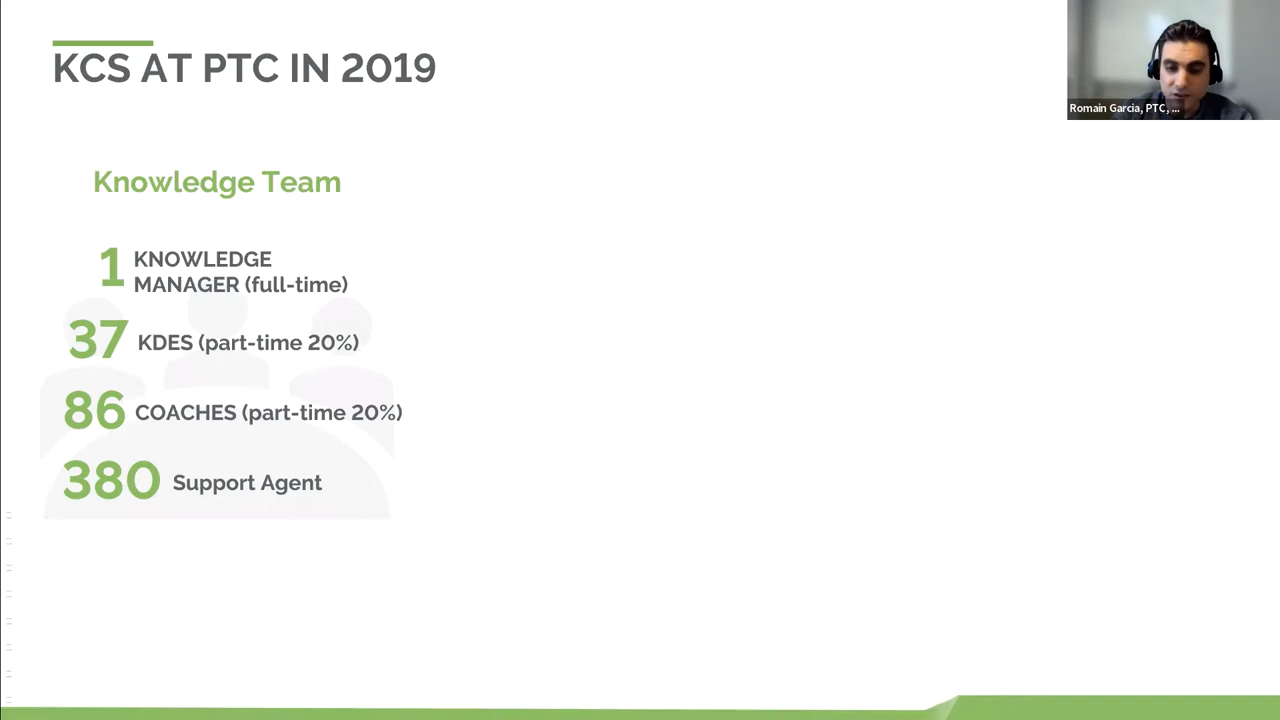 KCS AT PTC IN 2019
Romain Garcia, PTC, ...
Knowledge Team
1 KNOWLEDGE
MANAGER (full-time)
37 KDES (part-time 20%)
86 COACHES (part-time 20%)
380 Support Agent